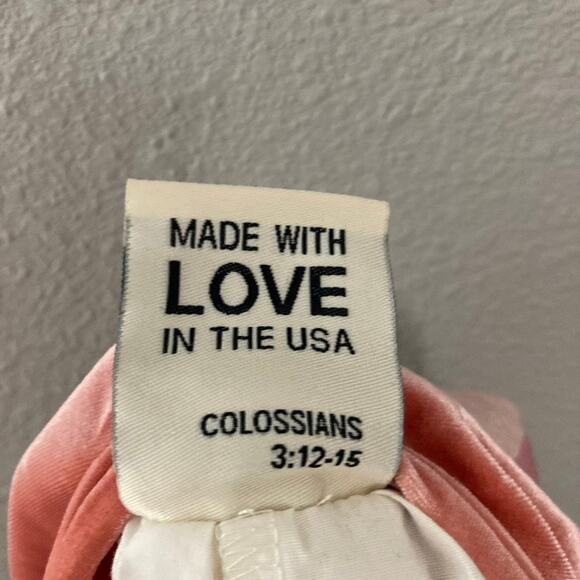 MADE WITH
LOVE
IN THE USA
COLOSSIANS
3:12-15